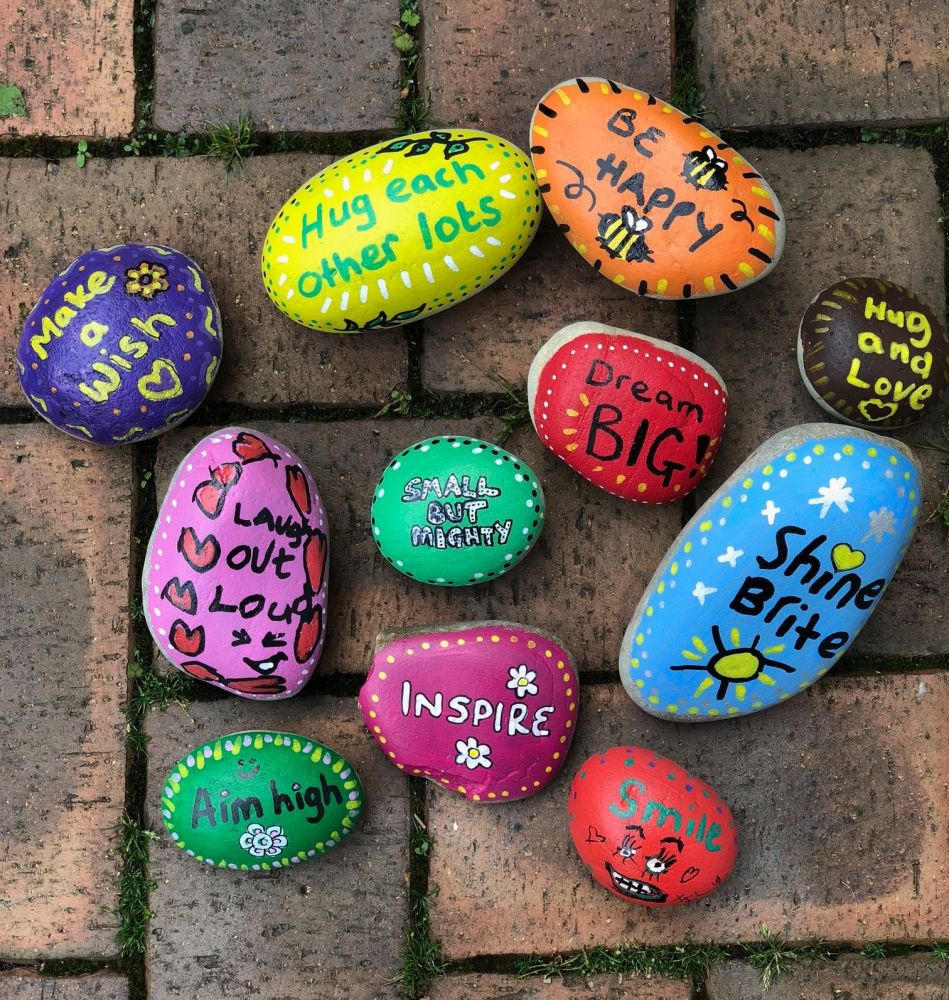 Hug each
other lots
BE
HAPPY
Make
a
Wish
Hug
and
Love
Dream
BIG!
Laugh
OUt
LOUD
SMALL
BUT
MIGHTY
Shine
Brite
INSPIRE
Aim high
Smile